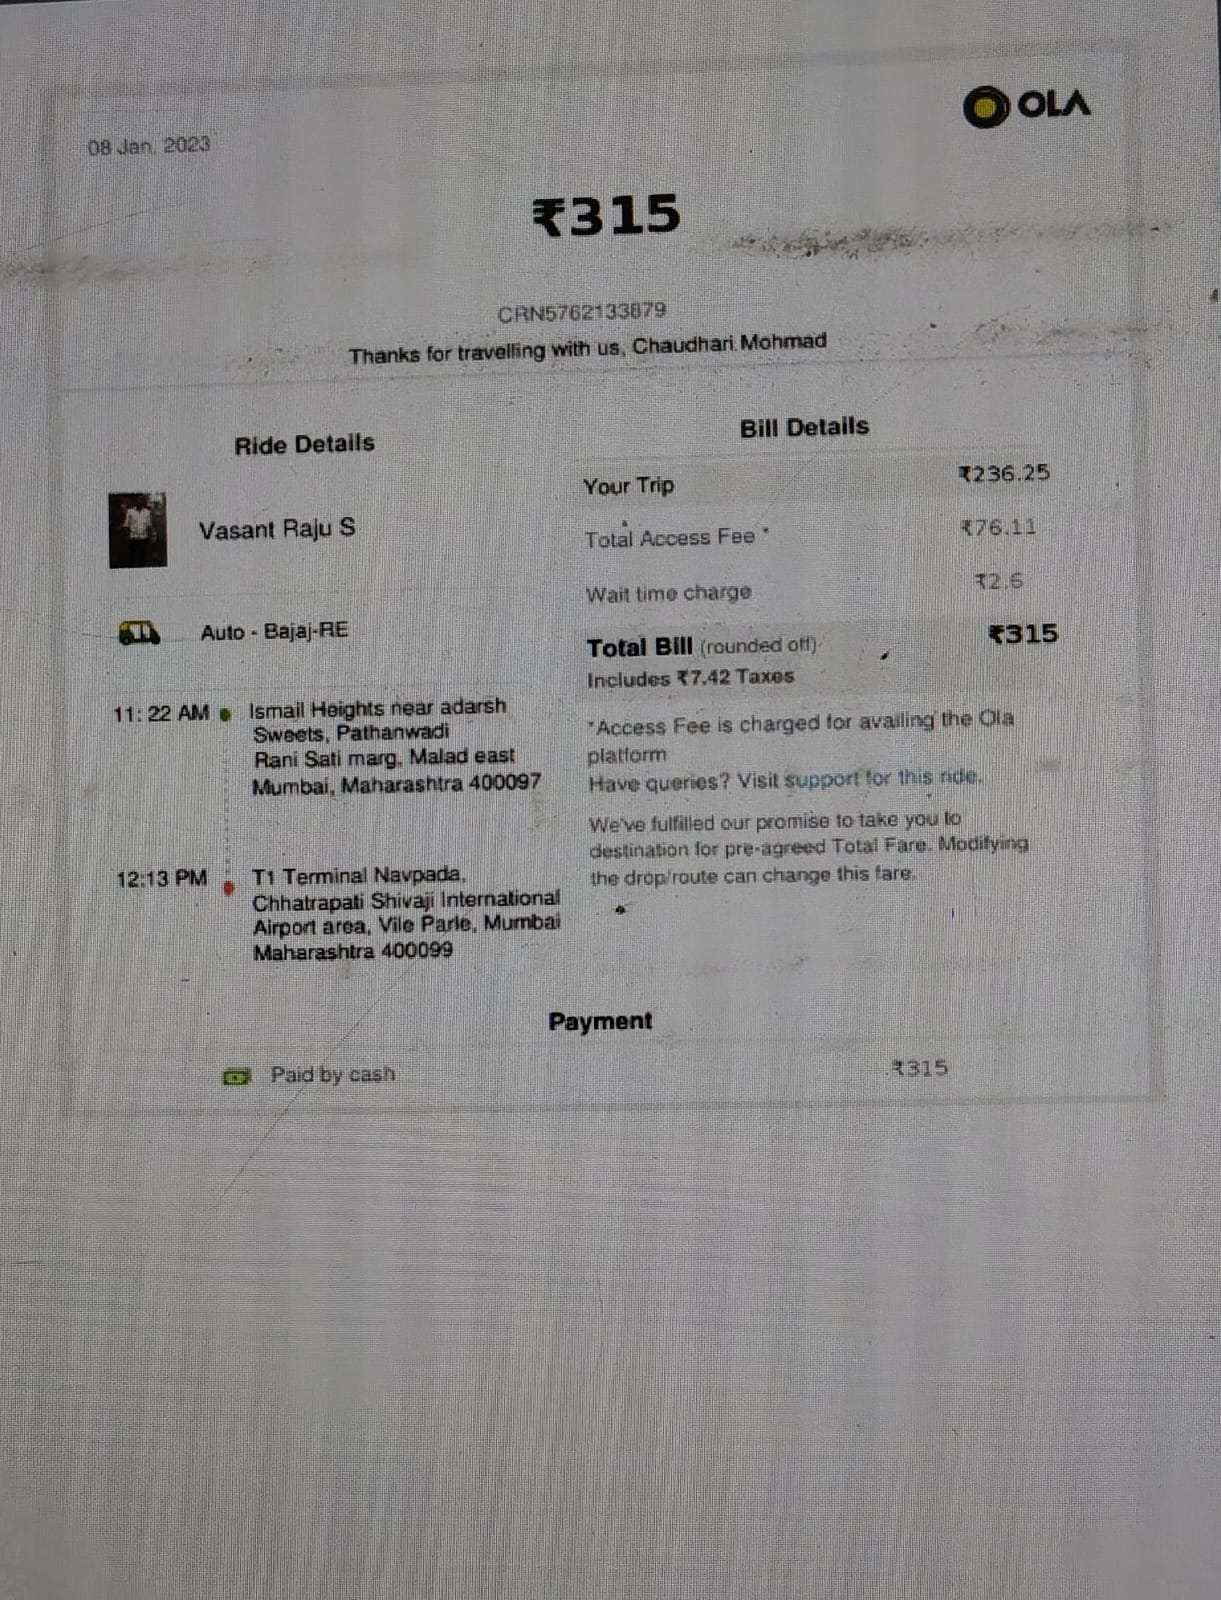 OLA
08 Jan, 2023
₹315
CRN5762133879
Thanks for travelling with us, Chaudhari Mohmad
Ride Details
Vasant Raju S
Auto - Bajaj-RE
11:22 AM Ismail Heights near adarsh
Sweets, Pathanwadi
Rani Sati marg, Malad east
Mumbai, Maharashtra 400097
12:13 PM T1 Terminal Navpada,
Chhatrapati Shivaji International
Airport area, Vile Parle, Mumbai
Maharashtra 400099
Bill Details
Your Trip ₹236.25
Total Access Fee * ₹76.11
Wait time charge ₹2.6
Total Bill (rounded off) ₹315
Includes ₹7.42 Taxes
*Access Fee is charged for availing the Ola
platform
Have queries? Visit support for this ride.
We've fulfilled our promise to take you to
destination for pre-agreed Total Fare. Modifying
the drop/route can change this fare.
Payment
Paid by cash ₹315